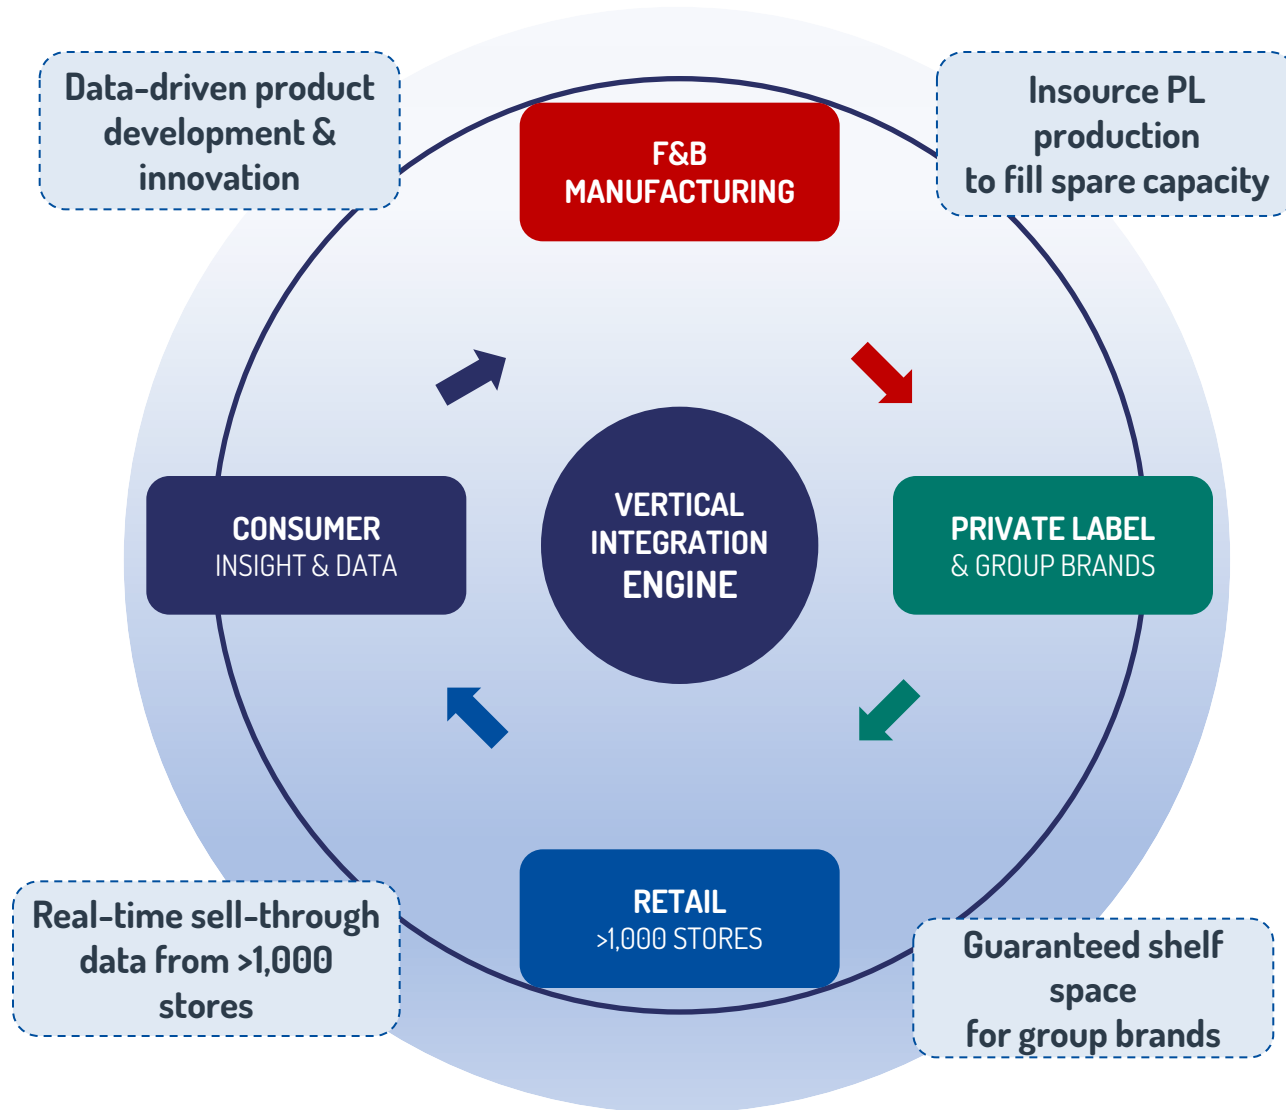 Data-driven product
development &
innovation
F&B
MANUFACTURING
Insource PL
production
to fill spare capacity
CONSUMER
INSIGHT & DATA
VERTICAL
INTEGRATION
ENGINE
PRIVATE LABEL
& GROUP BRANDS
Real-time sell-through
data from >1,000
stores
RETAIL
>1,000 STORES
Guaranteed shelf
space
for group brands